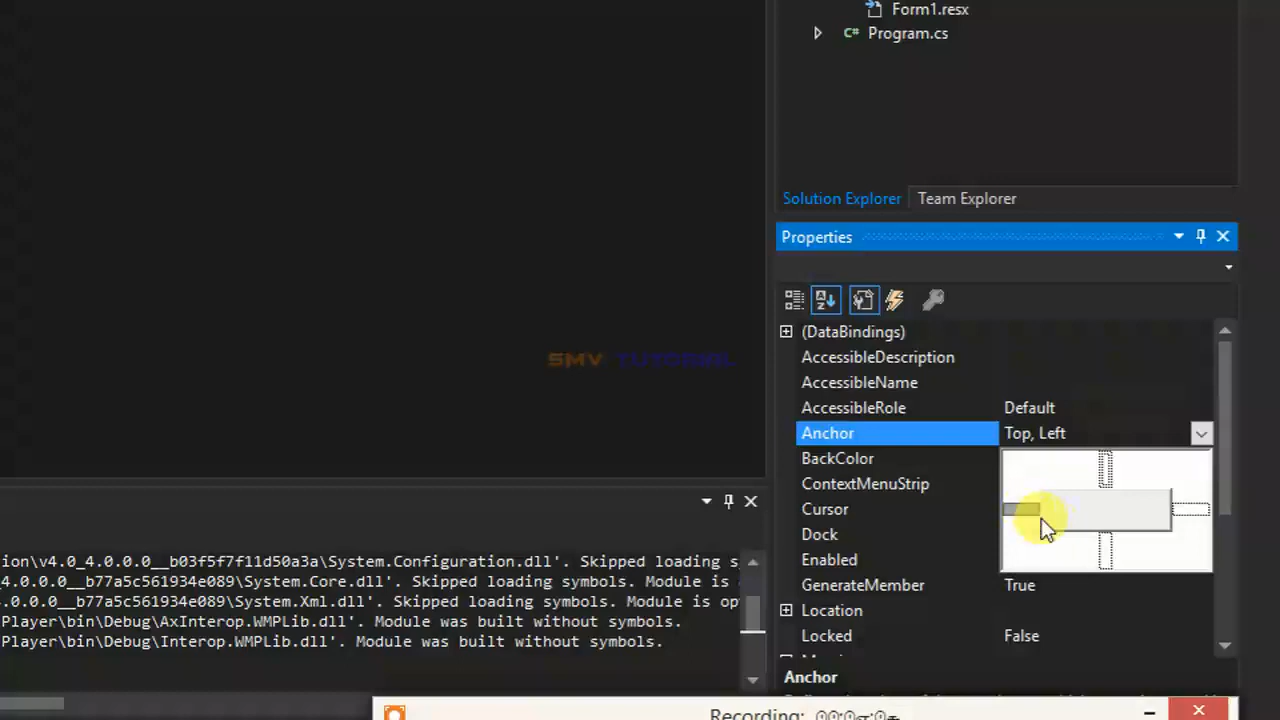 Form1.resx
C# Program.cs
Solution Explorer Team Explorer
Properties
(DataBindings)
AccessibleDescription
AccessibleName
AccessibleRole Default
Anchor Top, Left
BackColor
ContextMenuStrip
Cursor
Dock
Enabled
GenerateMember True
Location
Locked False
Anchor
SMV TUTORIAL
ion\v4.0_4.0.0.0__b03f5f7f11d50a3a\System.Configuration.dll'. Skipped loading s
4.0.0.0__b77a5c561934e089\System.Core.dll'. Skipped loading symbols. Module is
4.0.0.0__b77a5c561934e089\System.Xml.dll'. Skipped loading symbols. Module is op
Player\bin\Debug\AxInterop.WMPLib.dll'. Module was built without symbols.
Player\bin\Debug\Interop.WMPLib.dll'. Module was built without symbols.
Recording: